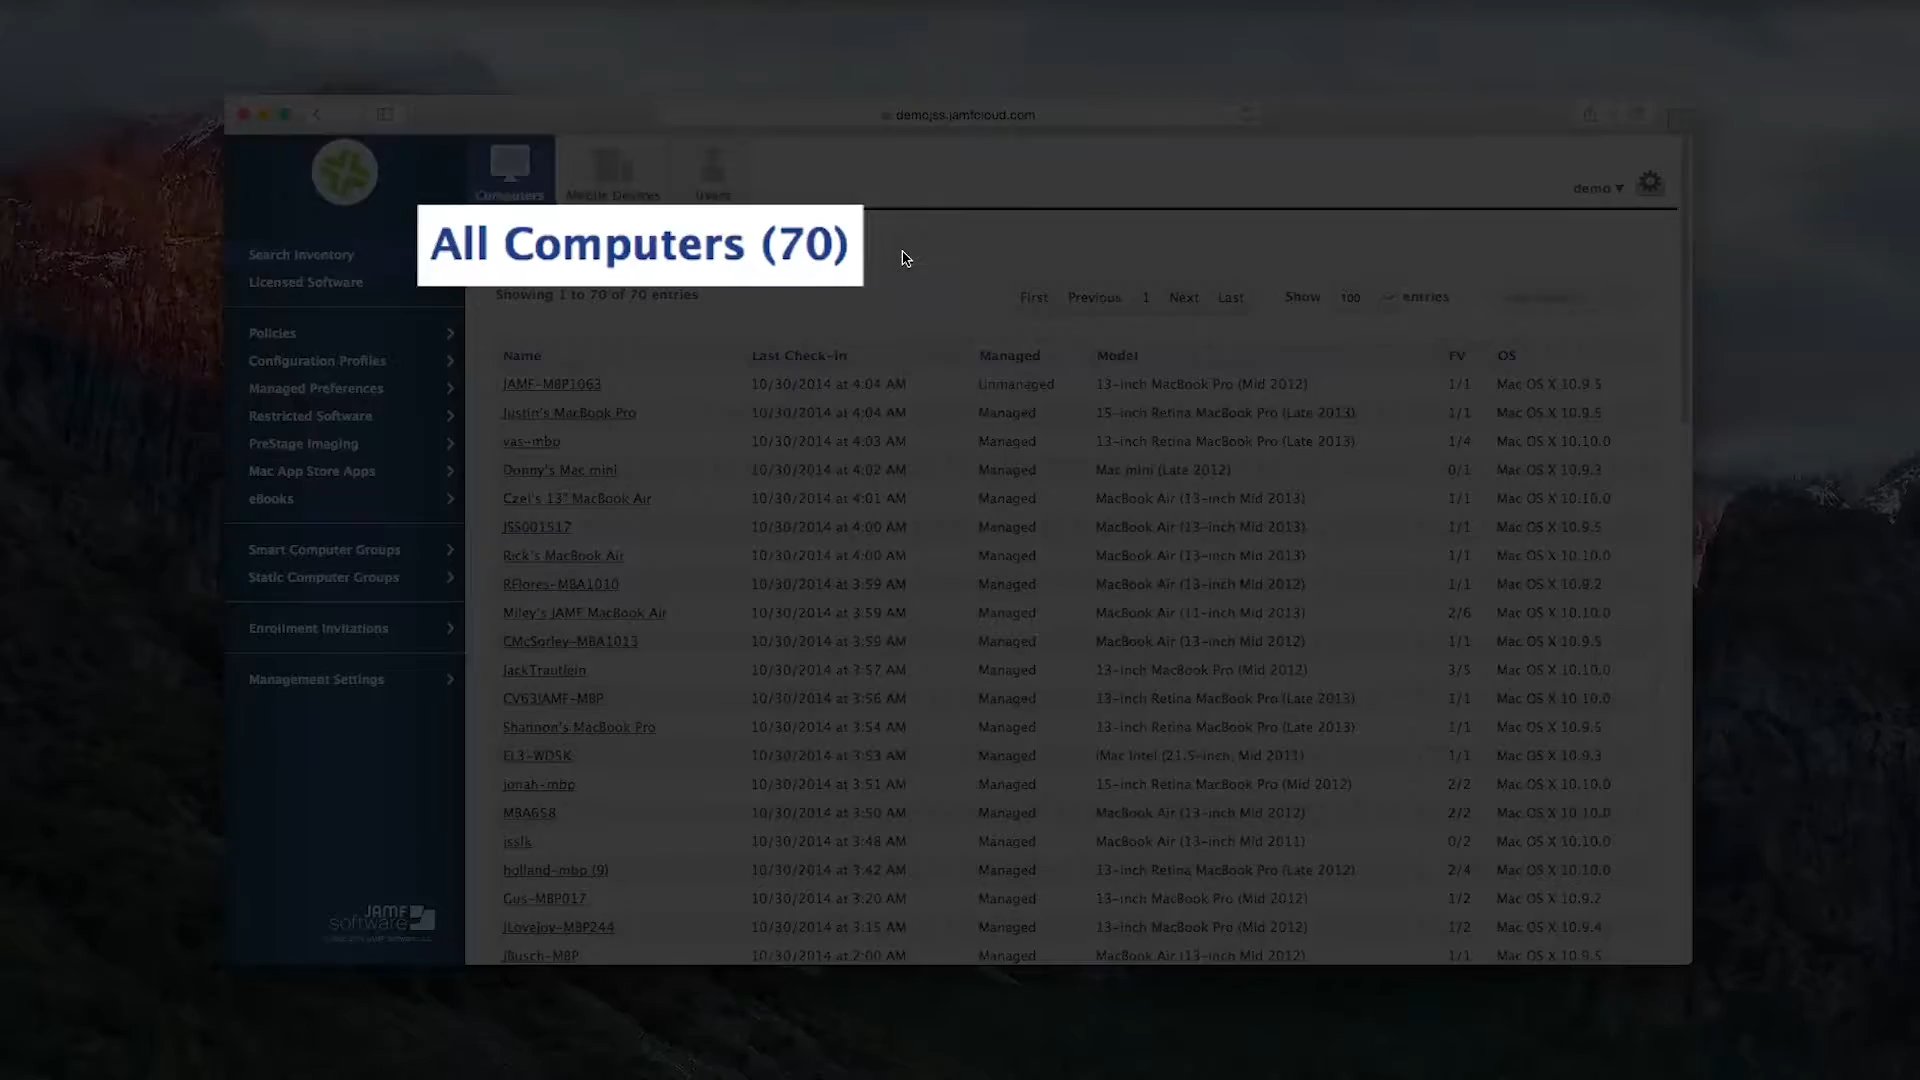 demojss.jamfcloud.com
Computers
Mobile Devices
Users
demo ▾
All Computers (70)
Search Inventory
Licensed Software
Policies
Configuration Profiles
Managed Preferences
Restricted Software
PreStage Imaging
Mac App Store Apps
eBooks
Smart Computer Groups
Static Computer Groups
Enrollment Invitations
Management Settings
JAMF
software
Showing 1 to 70 of 70 entries
First Previous 1 Next Last Show 100 entries
Name Last Check-in Managed Model FV OS
JAMF-MBP1063 10/30/2014 at 4:04 AM Unmanaged 13-inch MacBook Pro (Mid 2012) 1/1 Mac OS X 10.9.5
Justin's MacBook Pro 10/30/2014 at 4:04 AM Managed 15-inch Retina MacBook Pro (Late 2013) 1/1 Mac OS X 10.9.5
vas-mbp 10/30/2014 at 4:03 AM Managed 13-inch Retina MacBook Pro (Late 2013) 1/4 Mac OS X 10.10.0
Donny's Mac mini 10/30/2014 at 4:02 AM Managed Mac mini (Late 2012) 0/1 Mac OS X 10.9.3
Czel's 13" MacBook Air 10/30/2014 at 4:01 AM Managed MacBook Air (13-inch Mid 2013) 1/1 Mac OS X 10.10.0
JSS001517 10/30/2014 at 4:00 AM Managed MacBook Air (13-inch Mid 2013) 1/1 Mac OS X 10.9.5
Rick's MacBook Air 10/30/2014 at 4:00 AM Managed MacBook Air (13-inch Mid 2013) 1/1 Mac OS X 10.10.0
RFlores-MBA1010 10/30/2014 at 3:59 AM Managed MacBook Air (13-inch Mid 2012) 1/1 Mac OS X 10.9.2
Miley's JAMF MacBook Air 10/30/2014 at 3:59 AM Managed MacBook Air (11-inch Mid 2013) 2/6 Mac OS X 10.10.0
CMcSorley-MBA1013 10/30/2014 at 3:59 AM Managed MacBook Air (13-inch Mid 2012) 1/1 Mac OS X 10.9.5
JackTrautlein 10/30/2014 at 3:57 AM Managed 13-inch MacBook Pro (Mid 2012) 3/5 Mac OS X 10.10.0
CV63JAMF-MBP 10/30/2014 at 3:56 AM Managed 13-inch Retina MacBook Pro (Late 2013) 1/1 Mac OS X 10.10.0
Shannon's MacBook Pro 10/30/2014 at 3:54 AM Managed 13-inch Retina MacBook Pro (Late 2013) 1/1 Mac OS X 10.9.5
EL3-WDSK 10/30/2014 at 3:53 AM Managed (Mac Intel (21.5-inch, Mid 2011) 1/1 Mac OS X 10.9.3
jonah-mbp 10/30/2014 at 3:51 AM Managed 15-inch Retina MacBook Pro (Mid 2012) 2/2 Mac OS X 10.10.0
MBA658 10/30/2014 at 3:50 AM Managed MacBook Air (13-inch Mid 2012) 2/2 Mac OS X 10.10.0
jsslk 10/30/2014 at 3:48 AM Managed MacBook Air (13-inch Mid 2011) 0/2 Mac OS X 10.10.0
holland-mbp (9) 10/30/2014 at 3:42 AM Managed 13-inch Retina MacBook Pro (Late 2012) 2/4 Mac OS X 10.10.0
Gus-MBP017 10/30/2014 at 3:20 AM Managed 13-inch MacBook Pro (Mid 2012) 1/2 Mac OS X 10.9.2
JLovejoy-MBP244 10/30/2014 at 3:15 AM Managed 13-inch MacBook Pro (Mid 2012) 1/2 Mac OS X 10.9.4
JBusch-MBP 10/30/2014 at 2:00 AM Managed MacBook Air (13-inch Mid 2012) 1/1 Mac OS X 10.9.5